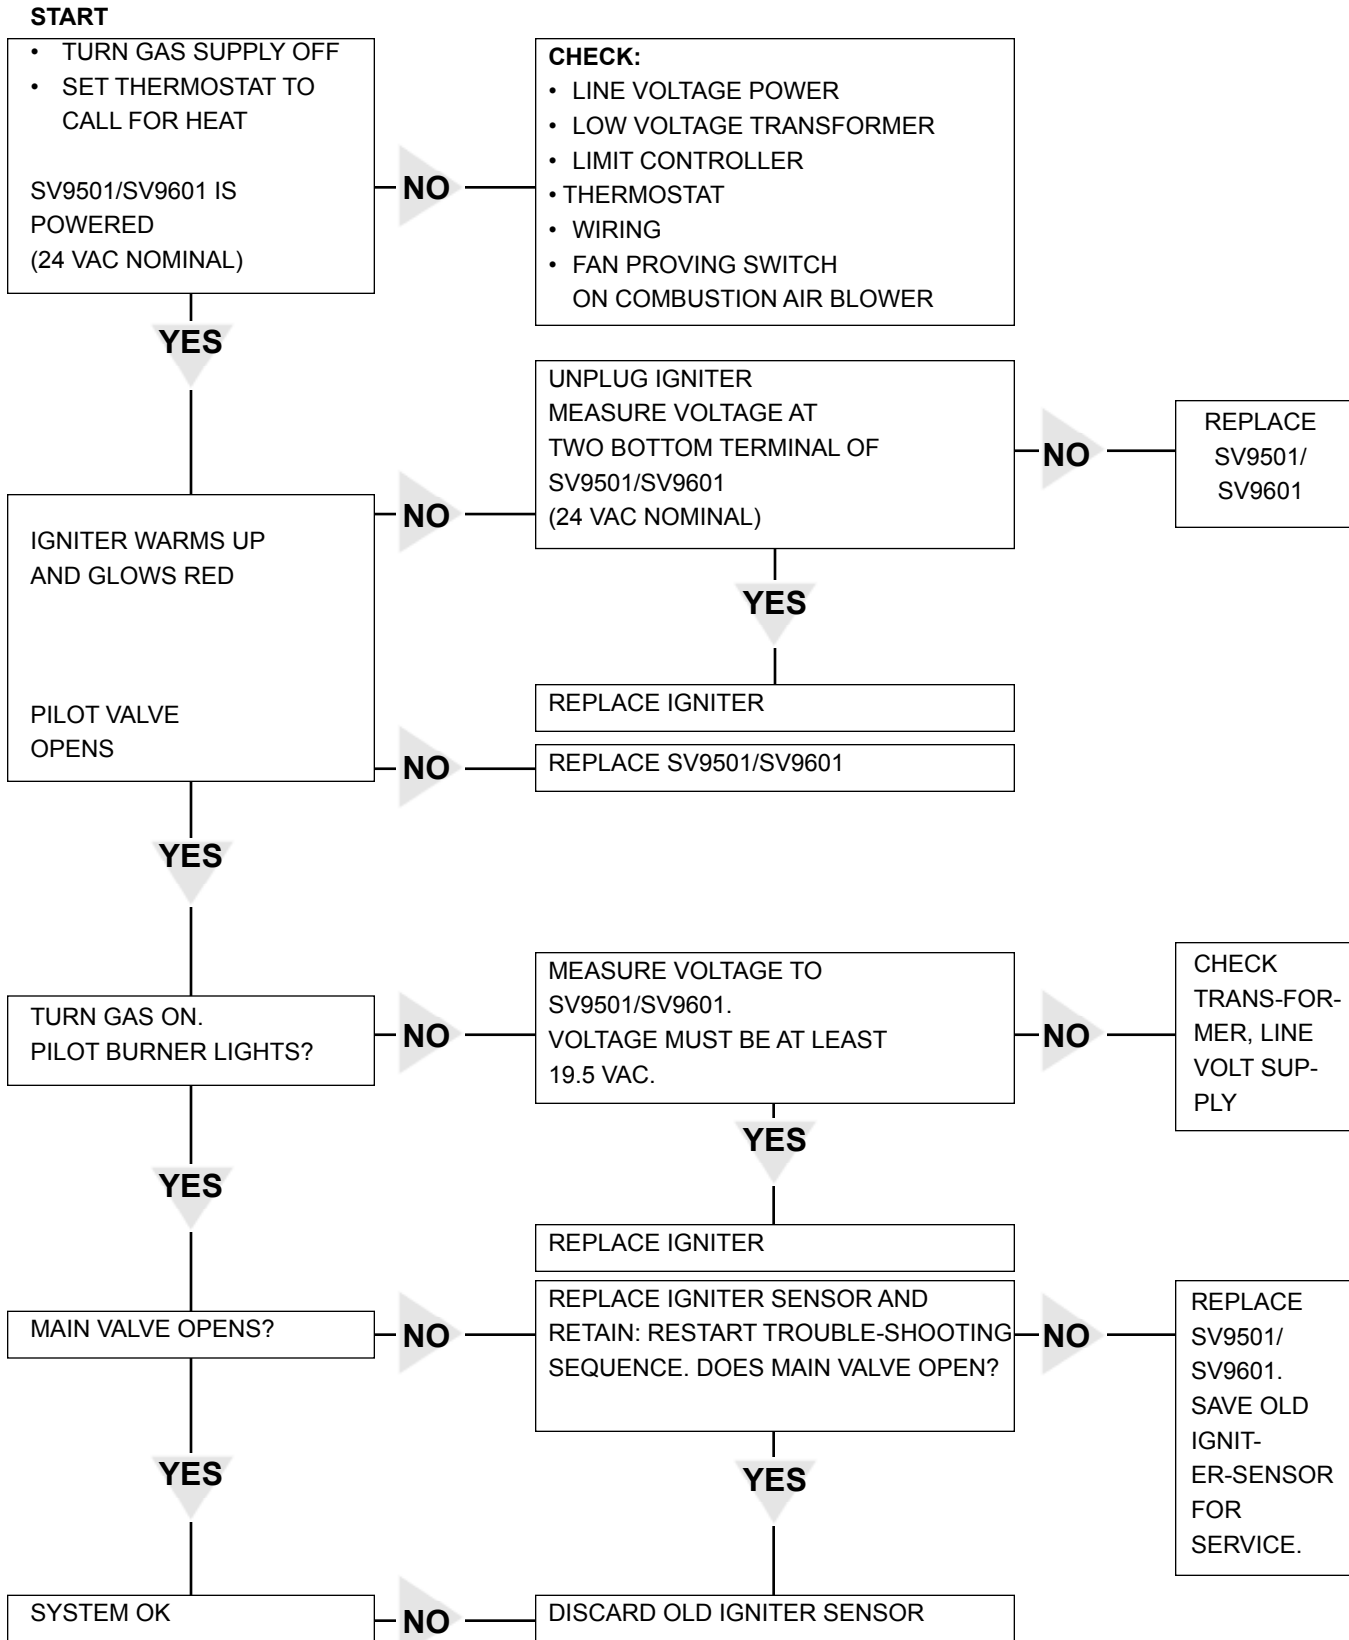 START
• TURN GAS SUPPLY OFF
• SET THERMOSTAT TO
CALL FOR HEAT
SV9501/SV9601 IS
POWERED
(24 VAC NOMINAL)
NO
CHECK:
• LINE VOLTAGE POWER
• LOW VOLTAGE TRANSFORMER
• LIMIT CONTROLLER
• THERMOSTAT
• WIRING
• FAN PROVING SWITCH
ON COMBUSTION AIR BLOWER
YES
IGNITER WARMS UP
AND GLOWS RED
NO
UNPLUG IGNITER
MEASURE VOLTAGE AT
TWO BOTTOM TERMINAL OF
SV9501/SV9601
(24 VAC NOMINAL)
NO
REPLACE
SV9501/
SV9601
YES
REPLACE IGNITER
PILOT VALVE
OPENS
NO
REPLACE SV9501/SV9601
YES
TURN GAS ON.
PILOT BURNER LIGHTS?
NO
MEASURE VOLTAGE TO
SV9501/SV9601.
VOLTAGE MUST BE AT LEAST
19.5 VAC.
NO
CHECK
TRANS-FOR-
MER, LINE
VOLT SUP-
PLY
YES
REPLACE IGNITER
YES
MAIN VALVE OPENS?
NO
REPLACE IGNITER SENSOR AND
RETAIN: RESTART TROUBLE-SHOOTING
SEQUENCE. DOES MAIN VALVE OPEN?
NO
REPLACE
SV9501/
SV9601.
SAVE OLD
IGNIT-
ER-SENSOR
FOR
SERVICE.
YES
YES
SYSTEM OK
NO
DISCARD OLD IGNITER SENSOR